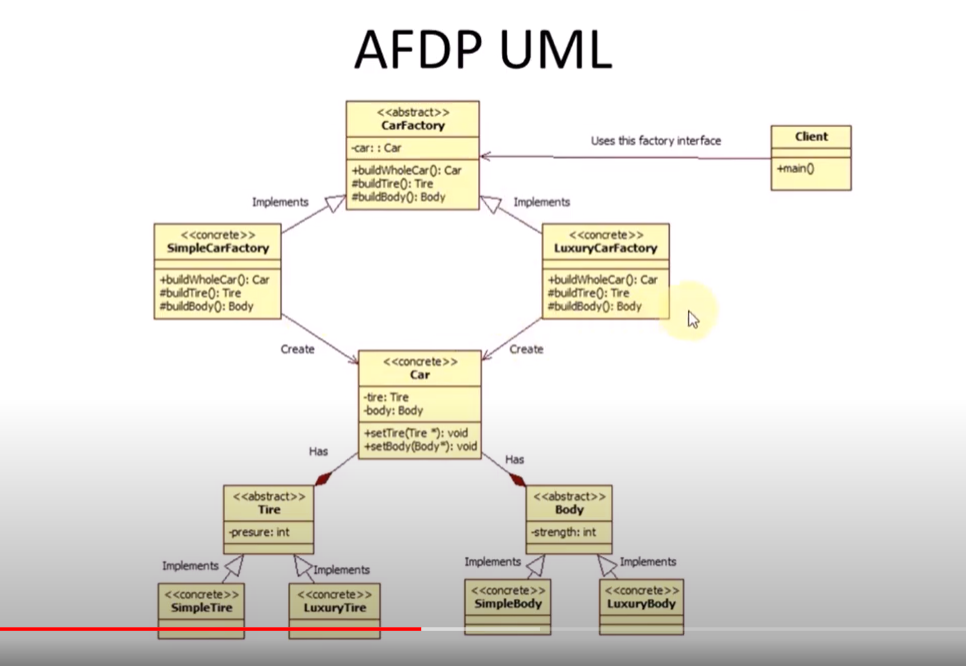 AFDP UML
<<abstract>>
CarFactory
-car: : Car
+buildWholeCar(): Car
#buildTire(): Tire
#buildBody(): Body
Uses this factory interface
Client
+main()
Implements
Implements
<<concrete>>
SimpleCarFactory
+buildWholeCar(): Car
#buildTire(): Tire
#buildBody(): Body
<<concrete>>
LuxuryCarFactory
+buildWholeCar(): Car
#buildTire(): Tire
#buildBody(): Body
Create
Create
<<concrete>>
Car
-tire: Tire
-body: Body
+setTire(Tire *): void
+setBody(Body*): void
Has
Has
<<abstract>>
Tire
-presure: int
<<abstract>>
Body
-strength: int
Implements
Implements
Implements
Implements
<<concrete>>
SimpleTire
<<concrete>>
LuxuryTire
<<concrete>>
SimpleBody
<<concrete>>
LuxuryBody